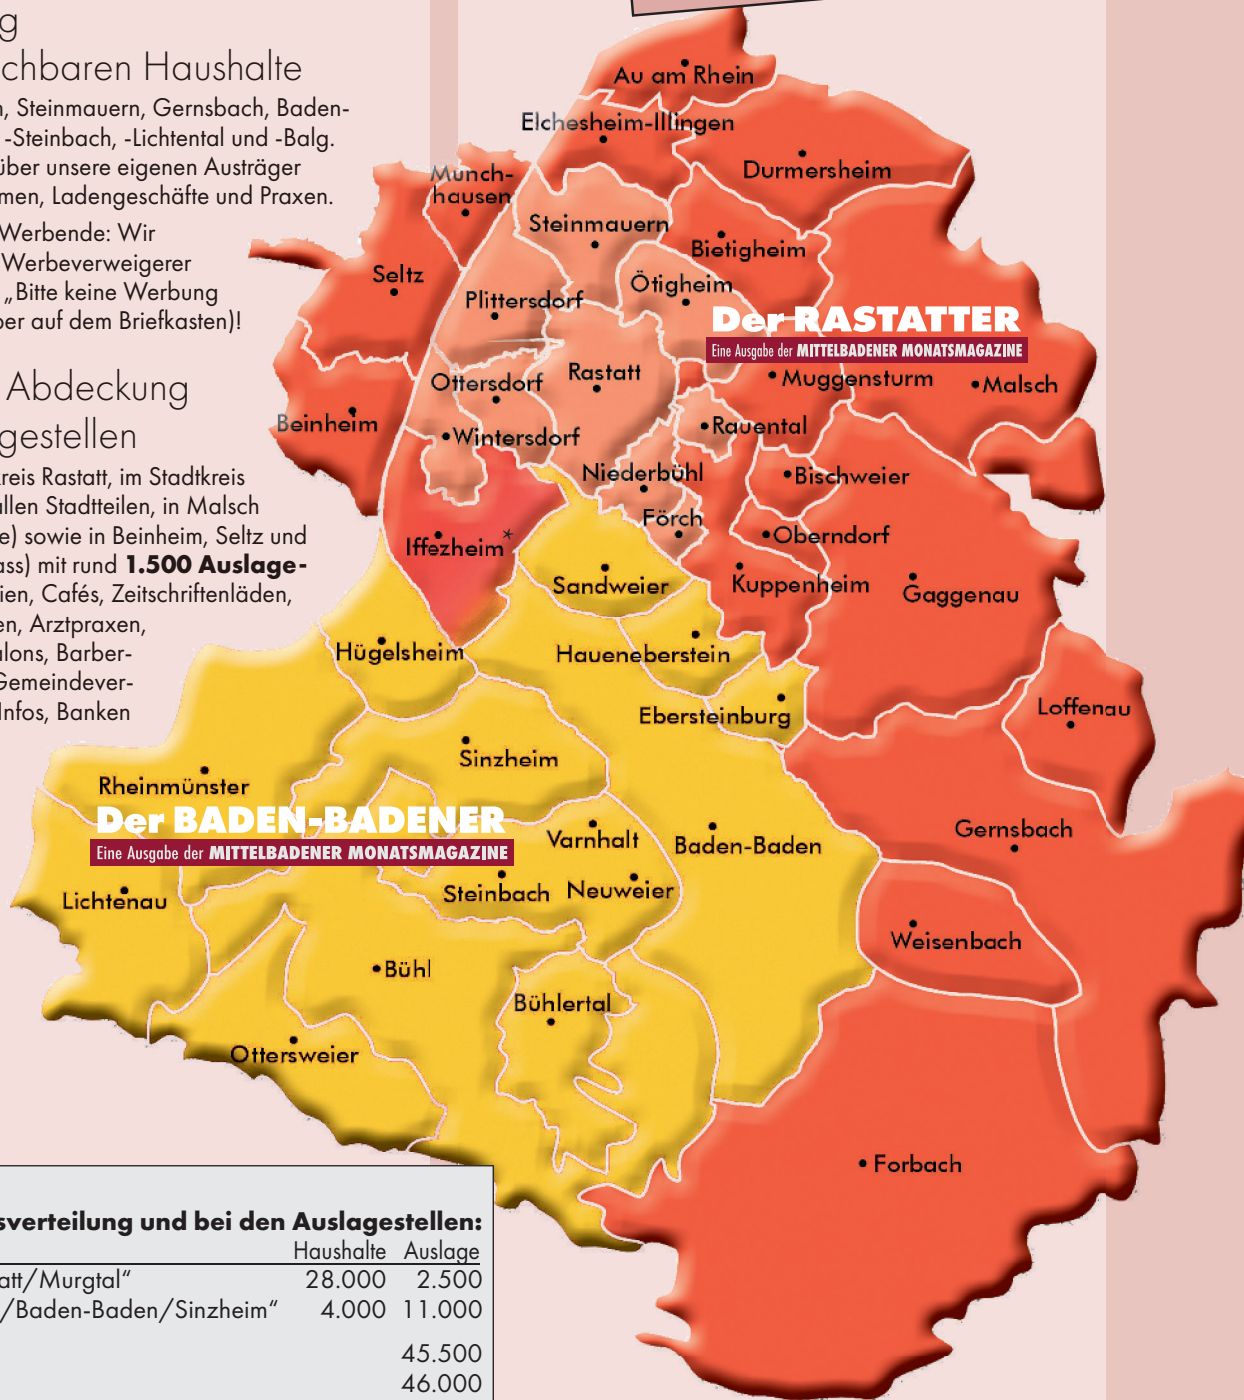 g
chbaren Haushalte
n, Steinmauern, Gernsbach, Baden-
-Steinbach, -Lichtental und -Balg.
über unsere eigenen Austräger
men, Ladengeschäfte und Praxen.
Werbende: Wir
Werbeverweigerer
„Bitte keine Werbung
ber auf dem Briefkasten)!
Abdeckung
gestellen
kreis Rastatt, im Stadtkreis
allen Stadtteilen, in Malsch
e) sowie in Beinheim, Seltz und
ass) mit rund 1.500 Auslage-
ien, Cafés, Zeitschriftenläden,
en, Arztpraxen,
alons, Barber-
Gemeindever-
Infos, Banken
Au am Rhein
Elchesheim-Illingen
Durmersheim
Munch-
hausen
Steinmauern
Bietigheim
Seltz
Ötigheim
Plittersdorf
Der RASTATTER
Eine Ausgabe der MITTELBADENER MONATSMAGAZINE
Ottersdorf
Rastatt
Muggensturm
Malsch
Beinheim
Wintersdorf
Rauental
Niederbühl
Bischweier
Förch
Iffezheim*
Oberndorf
Sandweier
Kuppenheim
Gaggenau
Hügelsheim
Haueneberstein
Ebersteinburg
Loffenau
Sinzheim
Rheinmünster
Der BADEN-BADENER
Eine Ausgabe der MITTELBADENER MONATSMAGAZINE
Varnhalt
Baden-Baden
Gernsbach
Lichtenau
Steinbach
Neuweier
Weisenbach
Bühl
Bühlertal
Ottersweier
Forbach
sverteilung und bei den Auslagestellen:
Haushalte Auslage
att/Murgtal“ 28.000 2.500
/Baden-Baden/Sinzheim“ 4.000 11.000
45.500
46.000